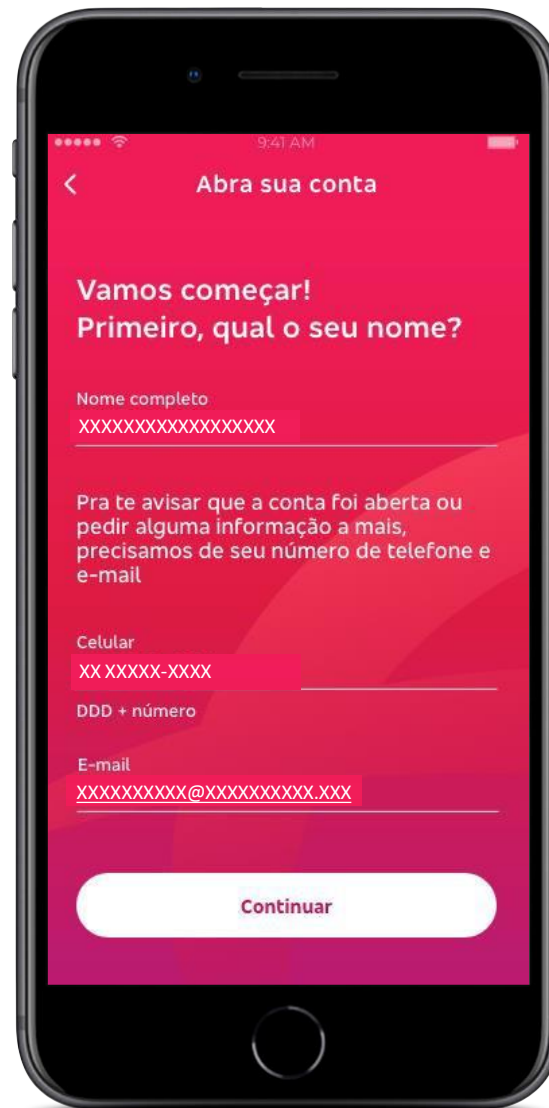 9:41 AM
Abra sua conta
Vamos começar!
Primeiro, qual o seu nome?
Nome completo
XXXXXXXXXXXXXXXXXX
Pra te avisar que a conta foi aberta ou
pedir alguma informação a mais,
precisamos de seu número de telefone e
e-mail
Celular
XX XXXXX-XXXX
DDD + número
E-mail
XXXXXXXXXX@XXXXXXXXXX.XXX
Continuar